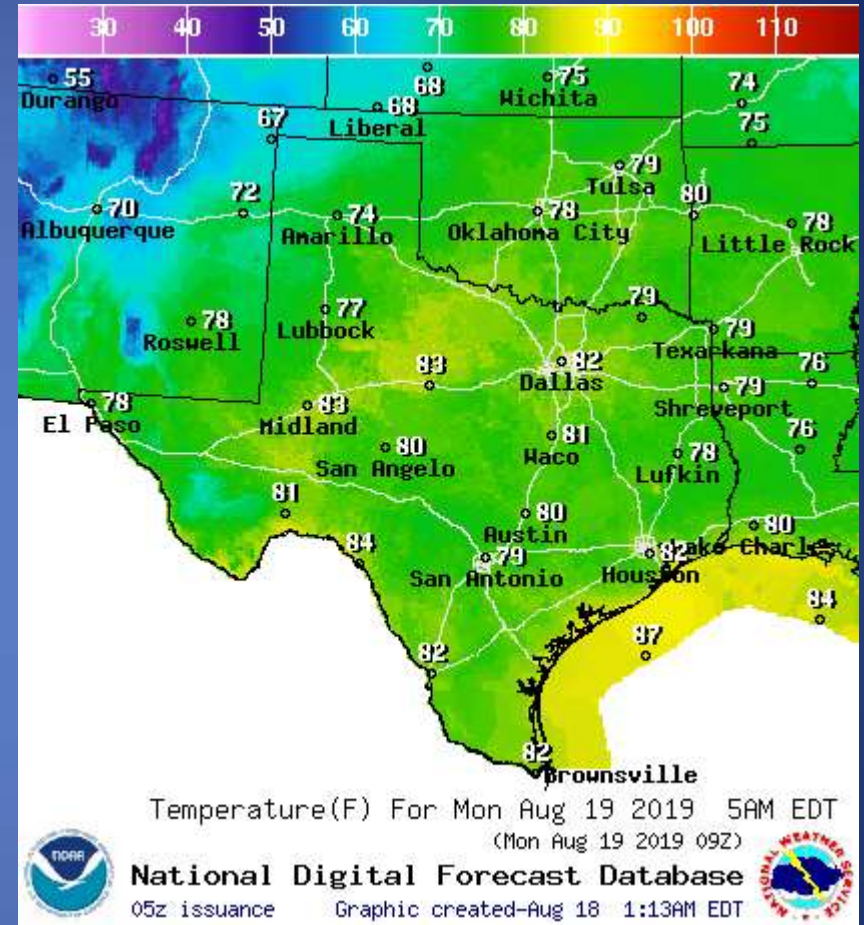 30 40 50 60 70 80 90 100 110
55
Durango
68
75
Wichita
74
68
Liberal
67
75
79
Tulsa
70
Albuquerque
72
74
Amarillo
78
Oklahoma City
80
78
Little Rock
78
Roswell
77
Lubbock
79
79
Texarkana
83
82
Dallas
79
Shreveport
76
78
El Paso
83
Midland
80
San Angelo
81
Waco
78
Lufkin
76
81
80
Austin
80
Lake Charles
84
79
San Antonio
82
Houston
84
87
82
82
Brownsville
Temperature(F) For Mon Aug 19 2019 5AM EDT
(Mon Aug 19 2019 09Z)
NOAA
National Digital Forecast Database
05z issuance Graphic created-Aug 18 1:13AM EDT
NATIONAL WEATHER SERVICE